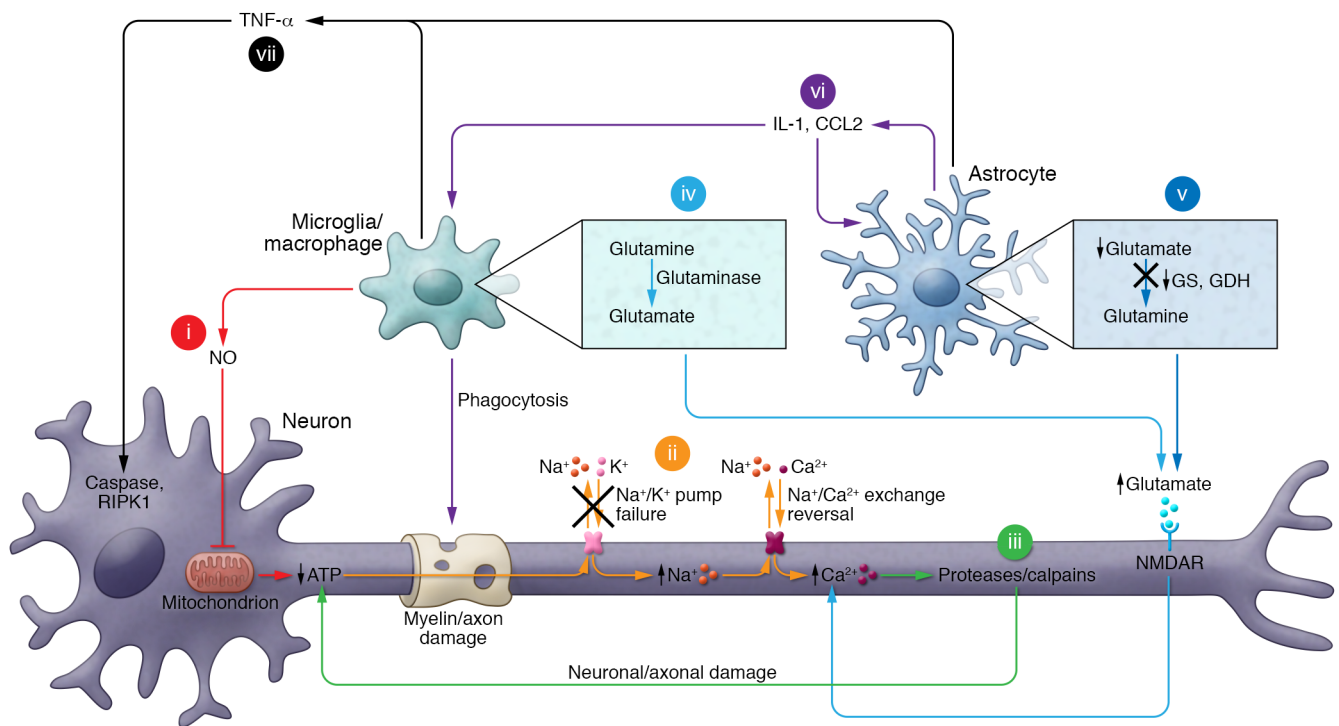 TNF-α
vii
vi
IL-1, CCL2
Astrocyte
iv
v
Microglia/
macrophage
Glutamine
Glutaminase
Glutamate
Glutamate
GS, GDH
Glutamine
i
NO
Phagocytosis
Neuron
ii
Na⁺
K⁺
Na⁺
Ca²⁺
Caspase,
RIPK1
Na⁺/K⁺ pump
failure
Na⁺/Ca²⁺ exchange
reversal
Glutamate
iii
NMDAR
Mitochondrion
ATP
Na⁺
Ca²⁺
Proteases/calpains
Myelin/axon
damage
Neuronal/axonal damage